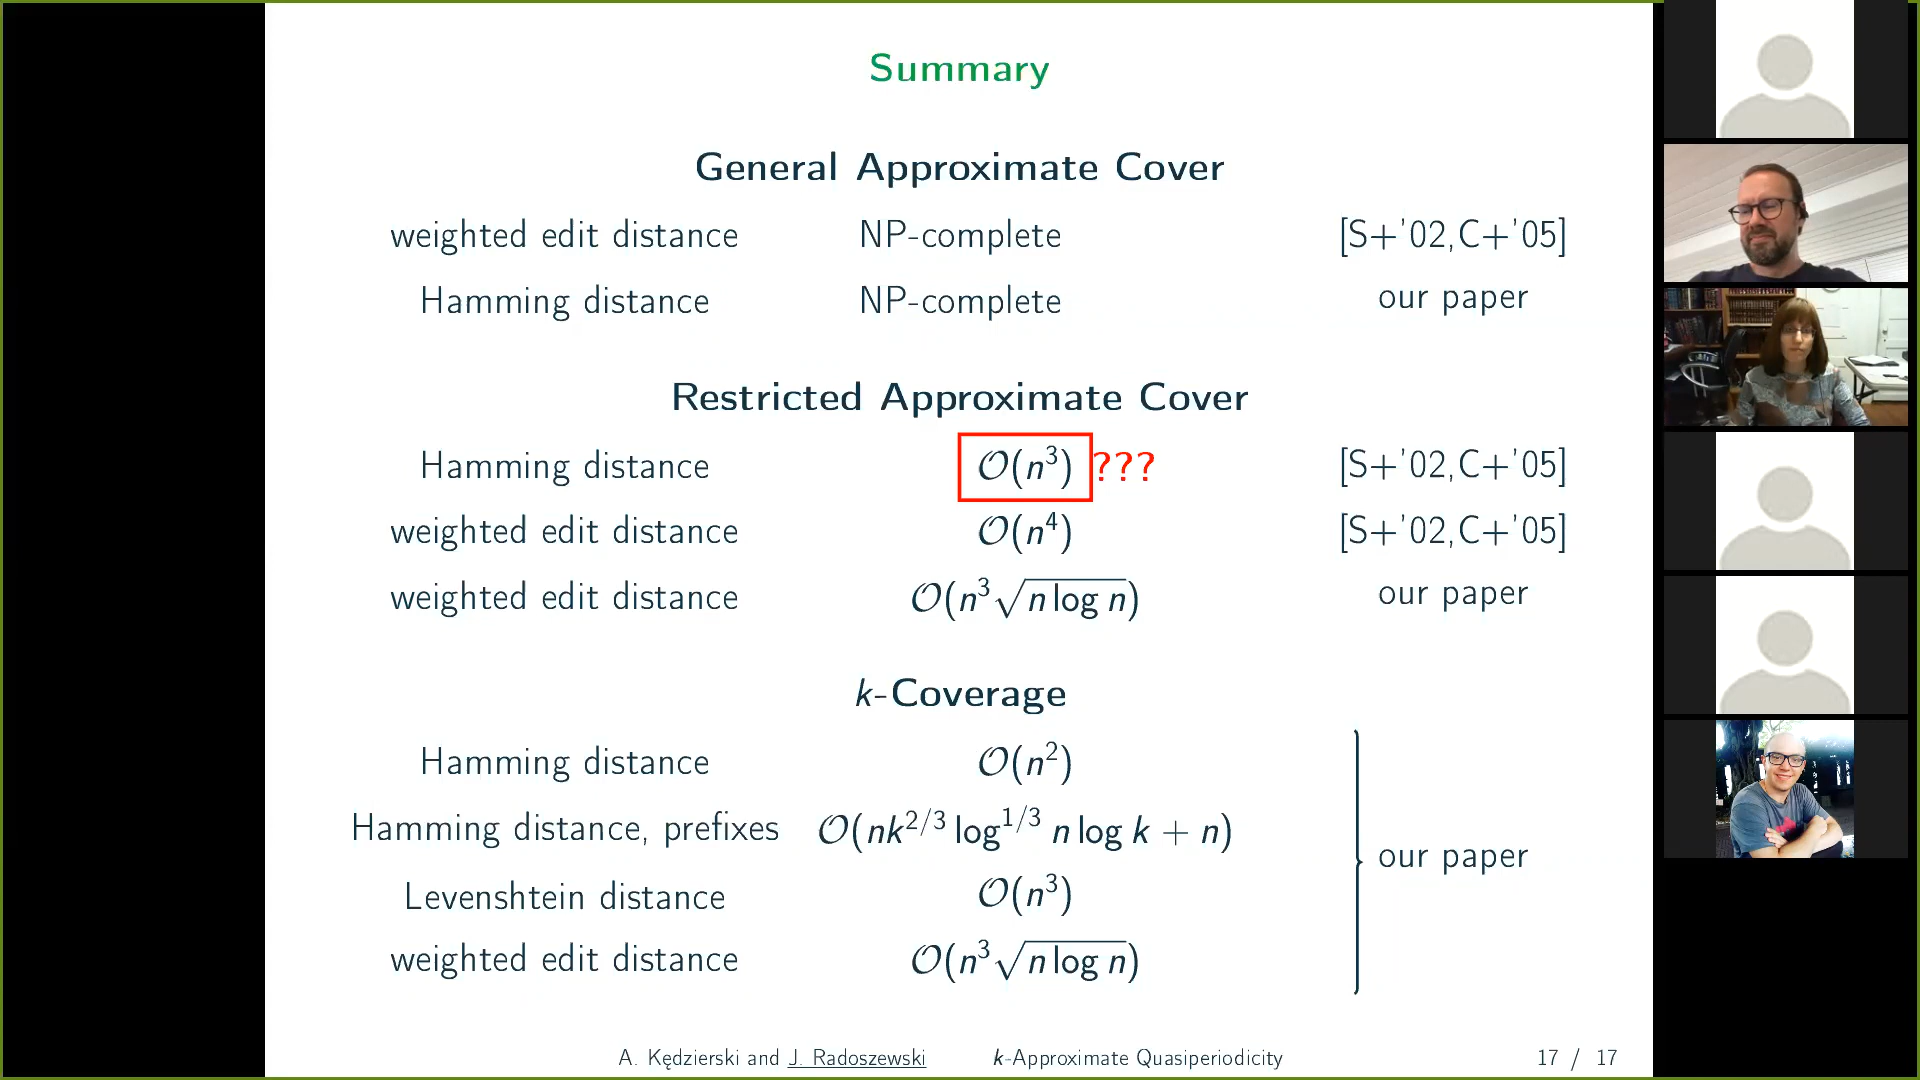 Summary
General Approximate Cover
weighted edit distance NP-complete [S+'02,C+'05]
Hamming distance NP-complete our paper
Restricted Approximate Cover
Hamming distance O(n³) ??? [S+'02,C+'05]
weighted edit distance O(n⁴) [S+'02,C+'05]
weighted edit distance O(n³√(n log n)) our paper
k-Coverage
Hamming distance O(n²)
Hamming distance, prefixes O(nk^{2/3} log^{1/3} n log k + n)
our paper
Levenshtein distance O(n³)
weighted edit distance O(n³√(n log n))
A. Kędzierski and J. Radoszewski k-Approximate Quasiperiodicity 17 / 17